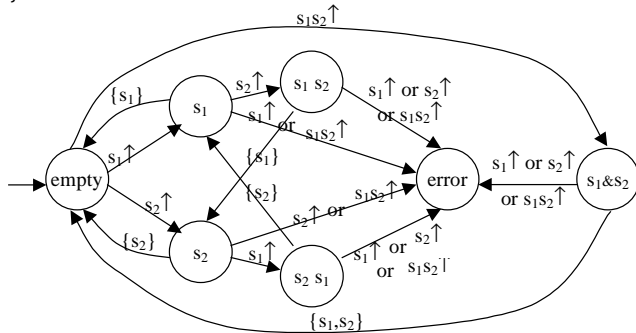 s₁s₂↑
{s₁}
s₁
s₂↑
s₁ s₂
s₁↑ or s₂↑
or s₁s₂↑
s₁↑ or s₁s₂↑
{s₁}
s₁↑
empty
{s₂}
error
s₁↑ or s₂↑
or s₁s₂↑
s₁&s₂
s₂↑
s₂↑ or s₁s₂↑
{s₂}
s₂
s₁↑
s₂ s₁
s₁↑ or s₂↑
or s₁s₂↑
{s₁,s₂}